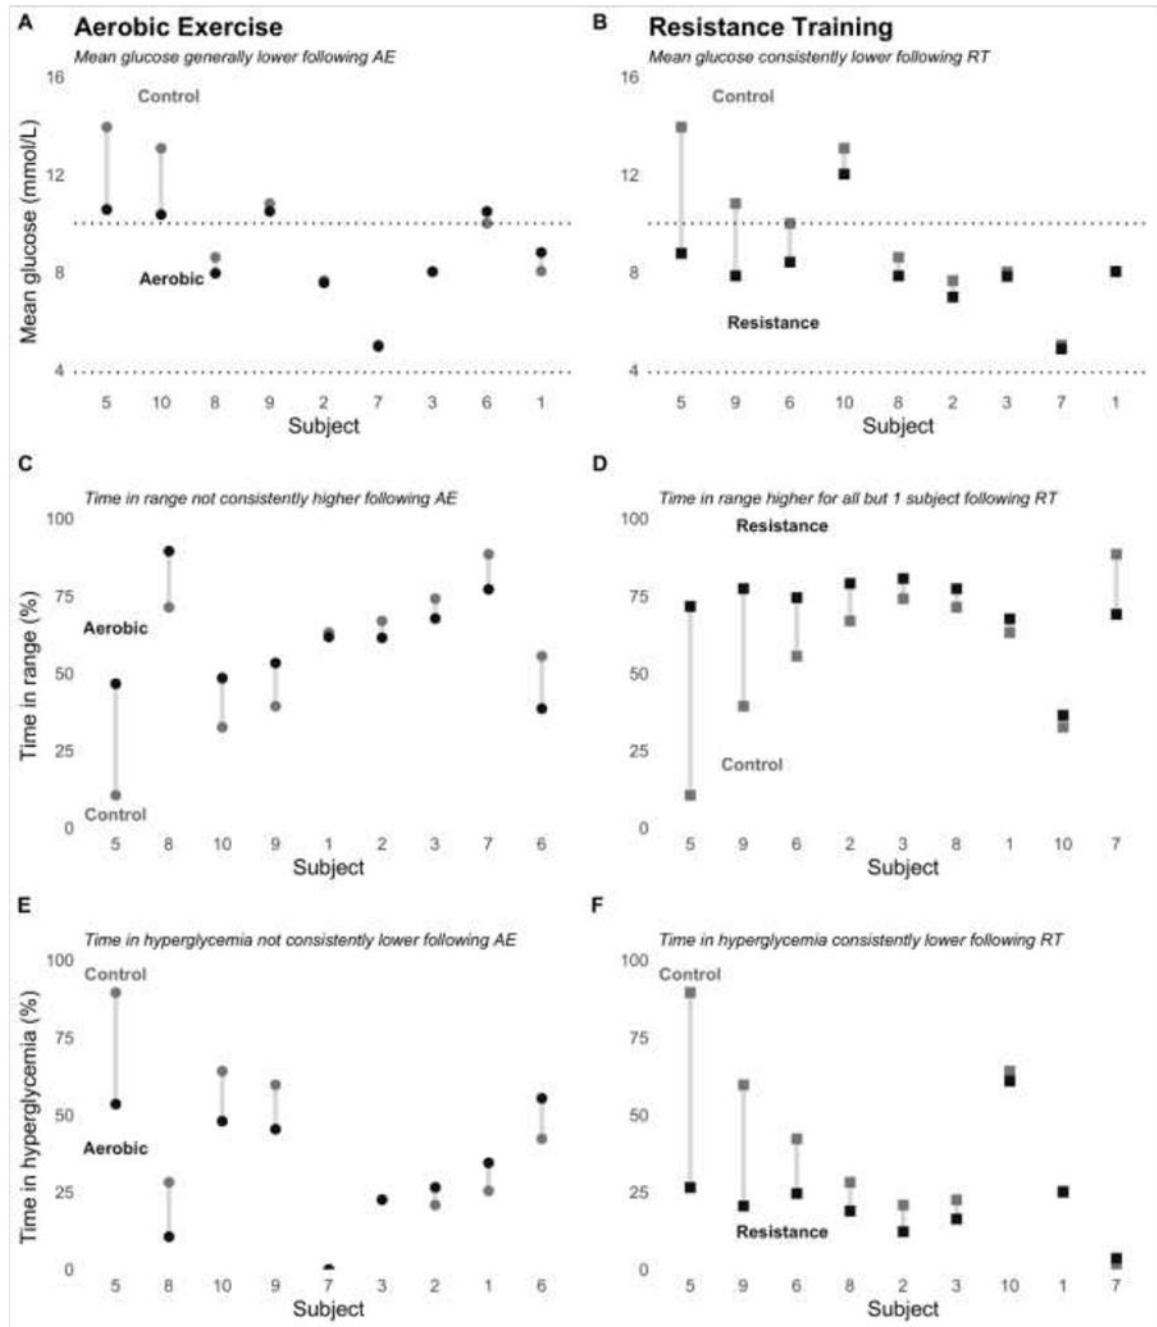 A Aerobic Exercise
Mean glucose generally lower following AE
16
Control
12
Aerobic
8
4
Mean glucose (mmol/L)
5 10 8 9 2 7 3 6 1
Subject
B Resistance Training
Mean glucose consistently lower following RT
16
Control
12
8
Resistance
4
5 9 6 10 8 2 3 7 1
Subject
C
Time in range not consistently higher following AE
100
75
Aerobic
50
25
Control
0
Time in range (%)
5 8 10 9 1 2 3 7 6
Subject
D
Time in range higher for all but 1 subject following RT
100
Resistance
75
50
25
Control
0
5 9 6 2 3 8 1 10 7
Subject
E
Time in hyperglycemia not consistently lower following AE
100
Control
75
50
Aerobic
25
0
Time in hyperglycemia (%)
5 8 10 9 7 3 2 1 6
Subject
F
Time in hyperglycemia consistently lower following RT
100
Control
75
50
25
Resistance
0
5 9 6 8 2 3 10 1 7
Subject